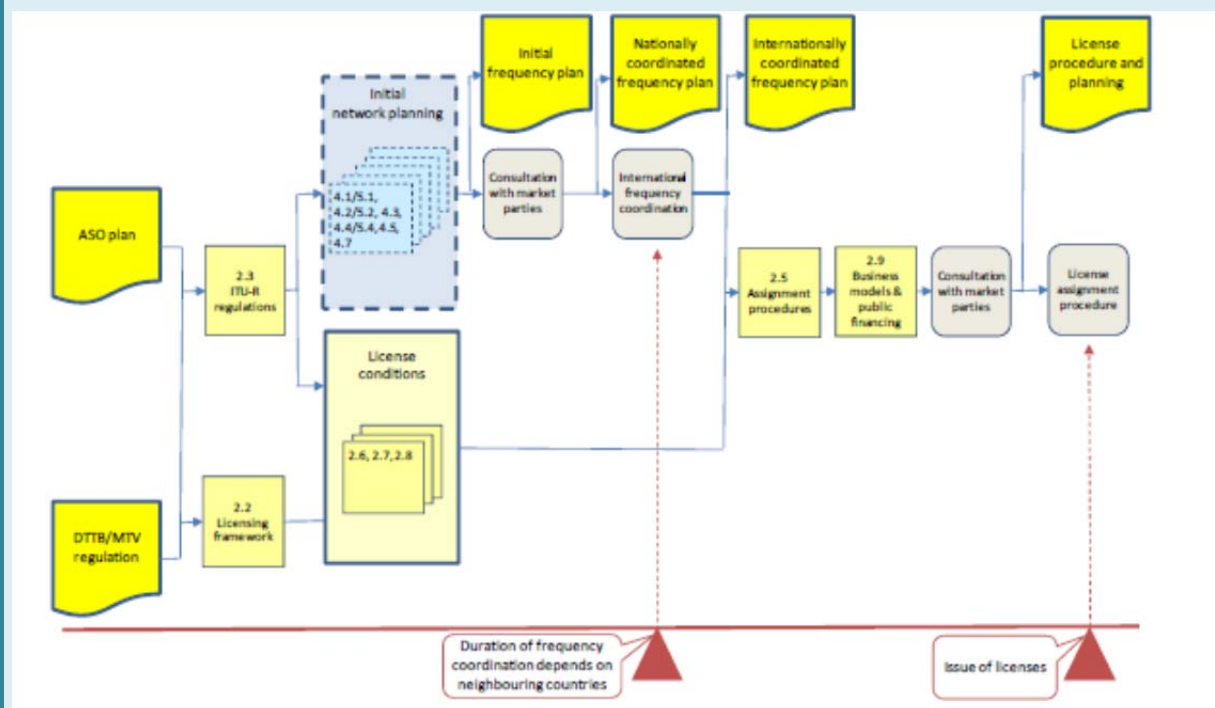 Initial
frequency plan
Nationally
coordinated
frequency plan
Internationally
coordinated
frequency plan
License
procedure and
planning
Initial
network planning
4.1/5.1,
4.2/5.2, 4.3,
4.4/5.4,4.5,
4.7
Consultation
with market
parties
International
frequency
coordination
ASO plan
2.3
ITU-R
regulations
2.5
Assignment
procedures
2.9
Business
models &
public
financing
Consultation
with market
parties
License
assignment
procedure
License
conditions
2.6, 2.7, 2.8
2.2
Licensing
framework
DTTB/MTV
regulation
Duration of frequency
coordination depends on
neighbouring countries
Issue of licenses